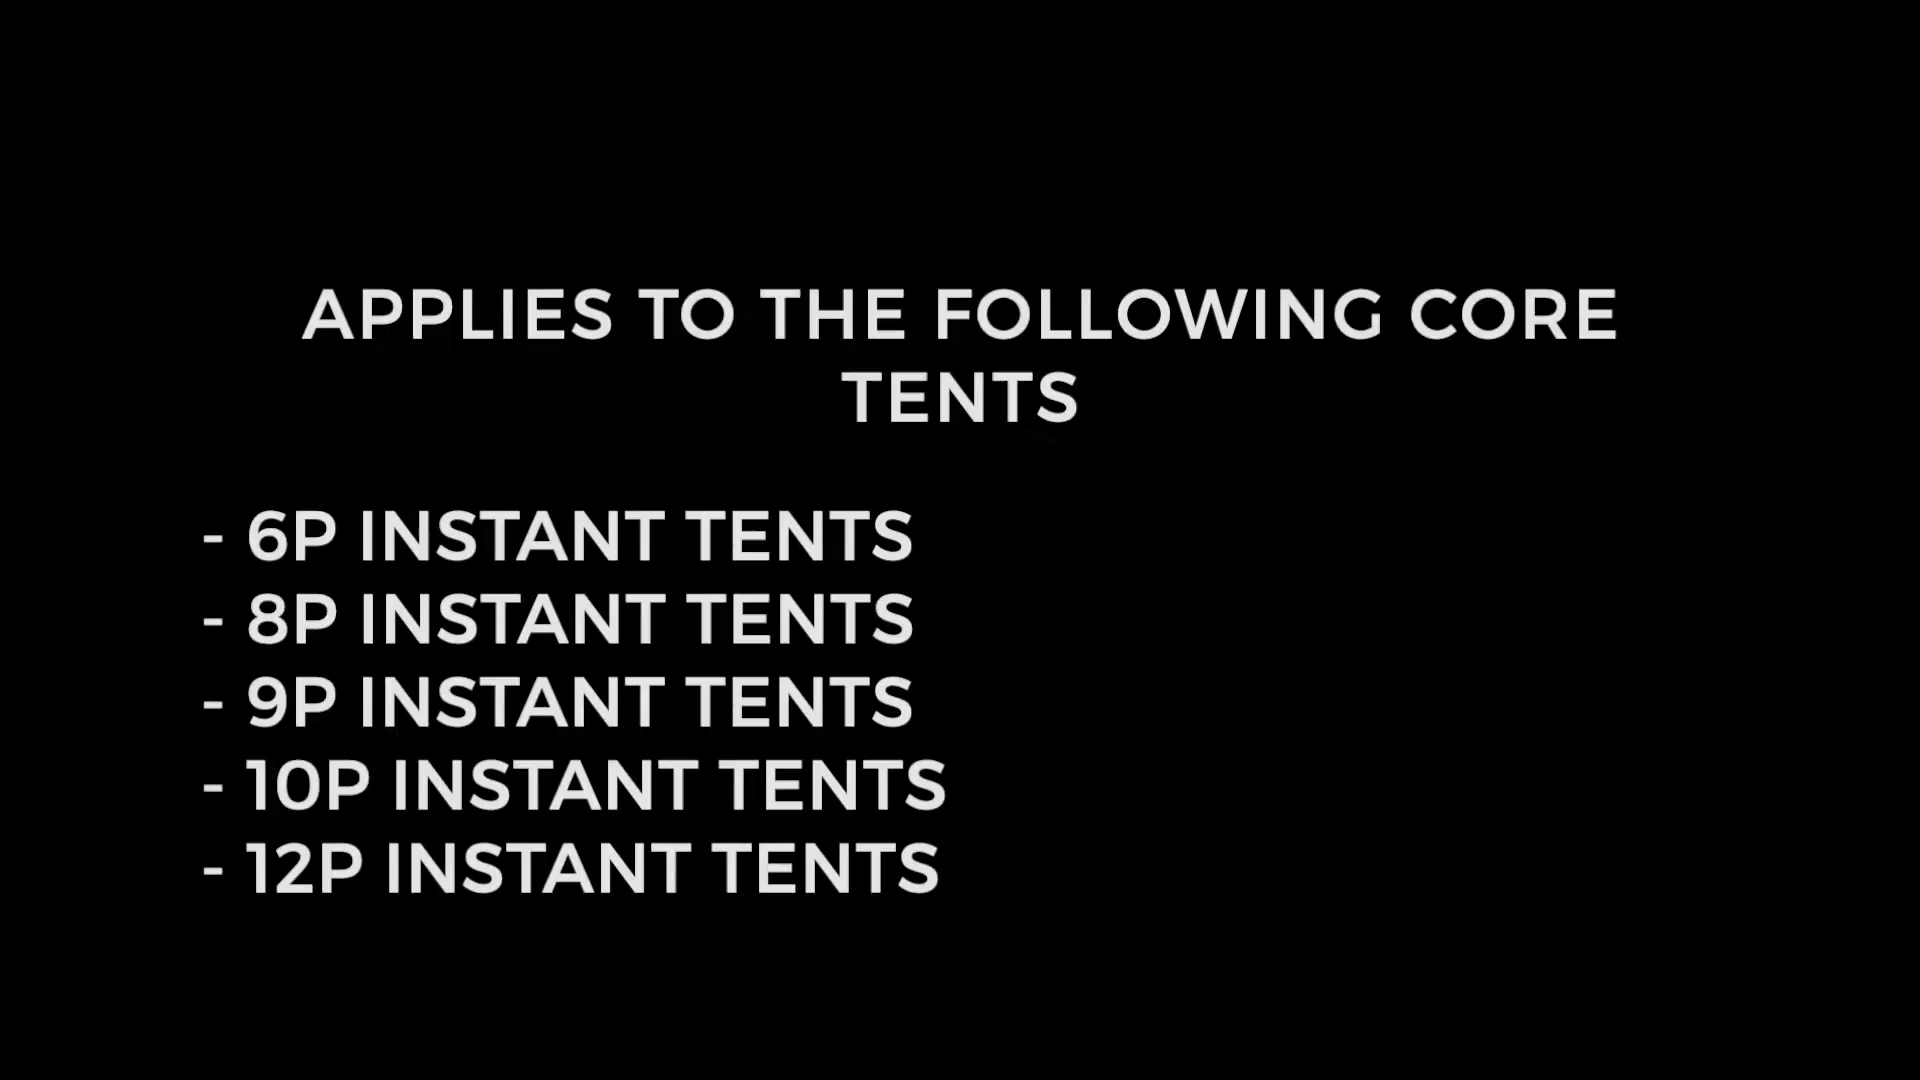 APPLIES TO THE FOLLOWING CORE
TENTS
- 6P INSTANT TENTS
- 8P INSTANT TENTS
- 9P INSTANT TENTS
- 10P INSTANT TENTS
- 12P INSTANT TENTS